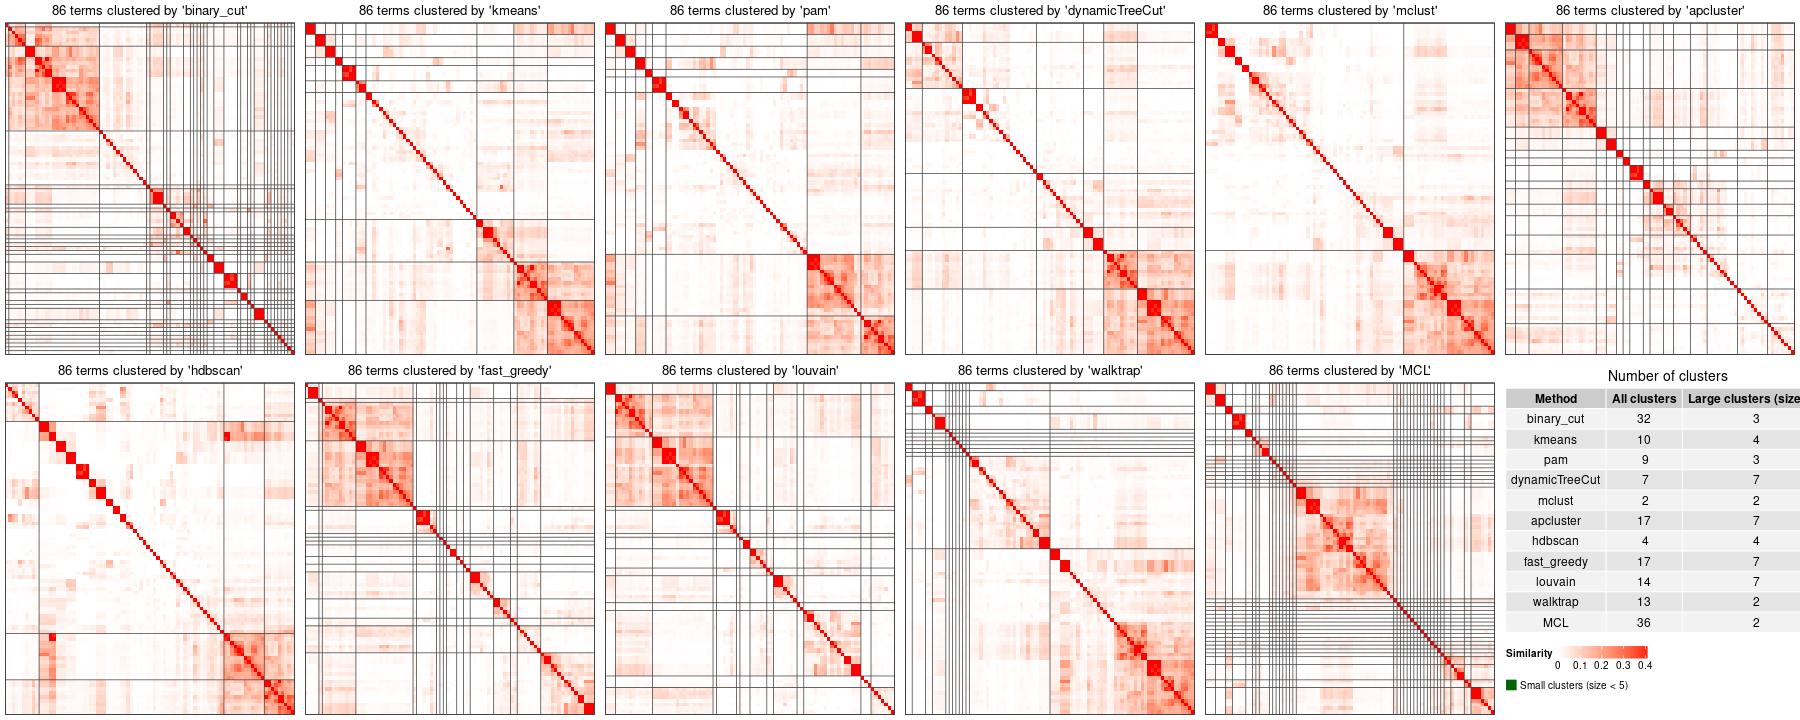 86 terms clustered by 'binary_cut'
86 terms clustered by 'kmeans'
86 terms clustered by 'pam'
86 terms clustered by 'dynamicTreeCut'
86 terms clustered by 'mclust'
86 terms clustered by 'apcluster'
86 terms clustered by 'hdbscan'
86 terms clustered by 'fast_greedy'
86 terms clustered by 'louvain'
86 terms clustered by 'walktrap'
86 terms clustered by 'MCL'
Number of clusters
Method All clusters Large clusters (size
binary_cut 32 3
kmeans 10 4
pam 9 3
dynamicTreeCut 7 7
mclust 2 2
apcluster 17 7
hdbscan 4 4
fast_greedy 17 7
louvain 14 7
walktrap 13 2
MCL 36 2
Similarity
0 0.1 0.2 0.3 0.4
Small clusters (size < 5)